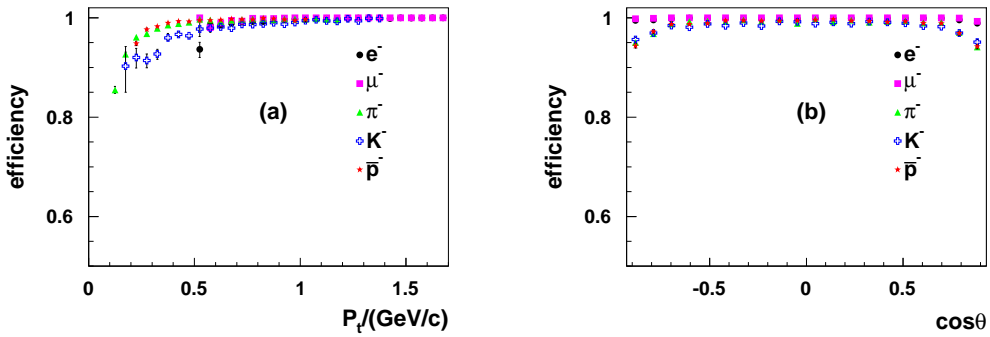 efficiency
1
0.8
0.6
(a)
e⁻
μ⁻
π⁻
K⁻
p̅⁻
0 0.5 1 1.5
Pₜ/(GeV/c)
efficiency
1
0.8
0.6
(b)
e⁻
μ⁻
π⁻
K⁻
p̅⁻
-0.5 0 0.5
cosθ